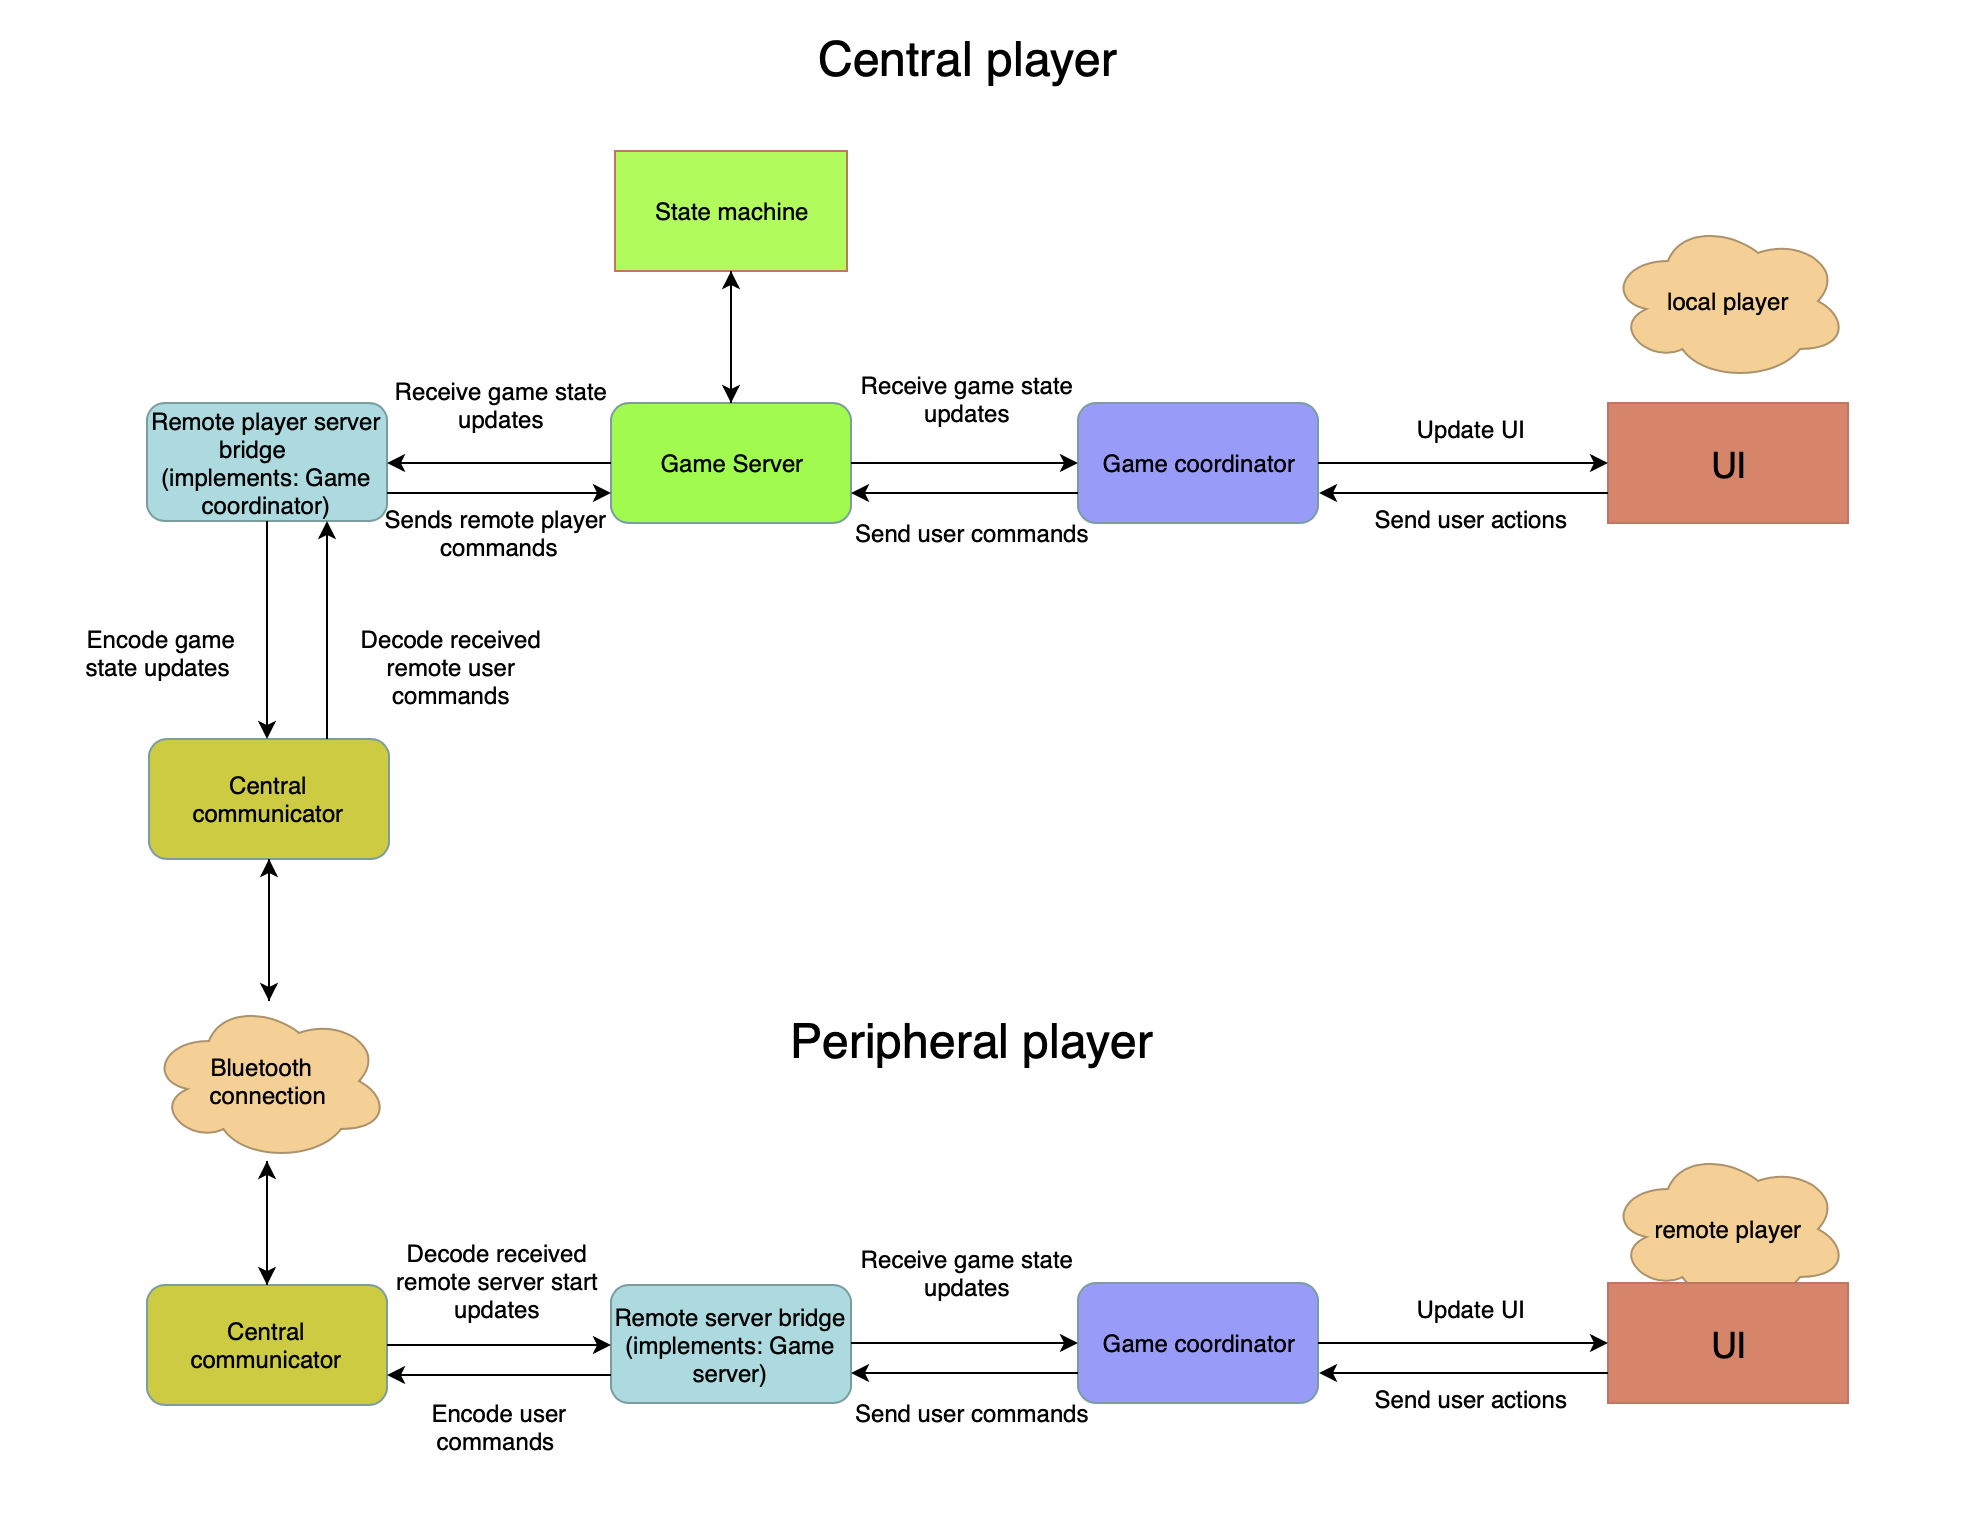 Central player
State machine
local player
Receive game state
updates
Receive game state
updates
Update UI
Remote player server
bridge
(implements: Game
coordinator)
Game Server
Game coordinator
UI
Sends remote player
commands
Send user commands
Send user actions
Encode game
state updates
Decode received
remote user
commands
Central
communicator
Bluetooth
connection
Peripheral player
remote player
Decode received
remote server start
updates
Receive game state
updates
Update UI
Central
communicator
Remote server bridge
(implements: Game
server)
Game coordinator
UI
Encode user
commands
Send user commands
Send user actions